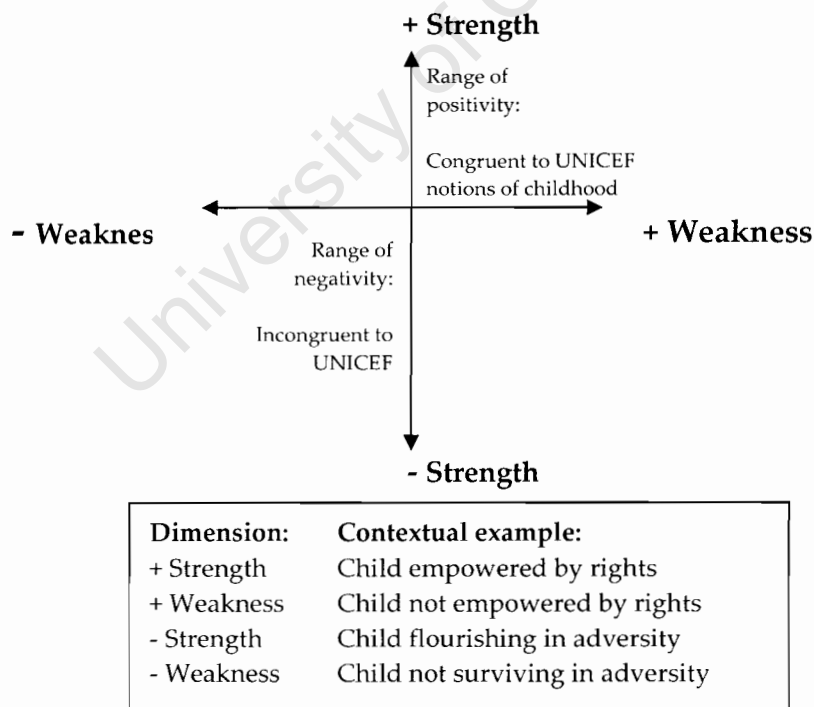 + Strength
Range of
positivity:
Congruent to UNICEF
notions of childhood
- Weaknes
+ Weakness
Range of
negativity:
Incongruent to
UNICEF
- Strength
Dimension: Contextual example:
+ Strength Child empowered by rights
+ Weakness Child not empowered by rights
- Strength Child flourishing in adversity
- Weakness Child not surviving in adversity
University of